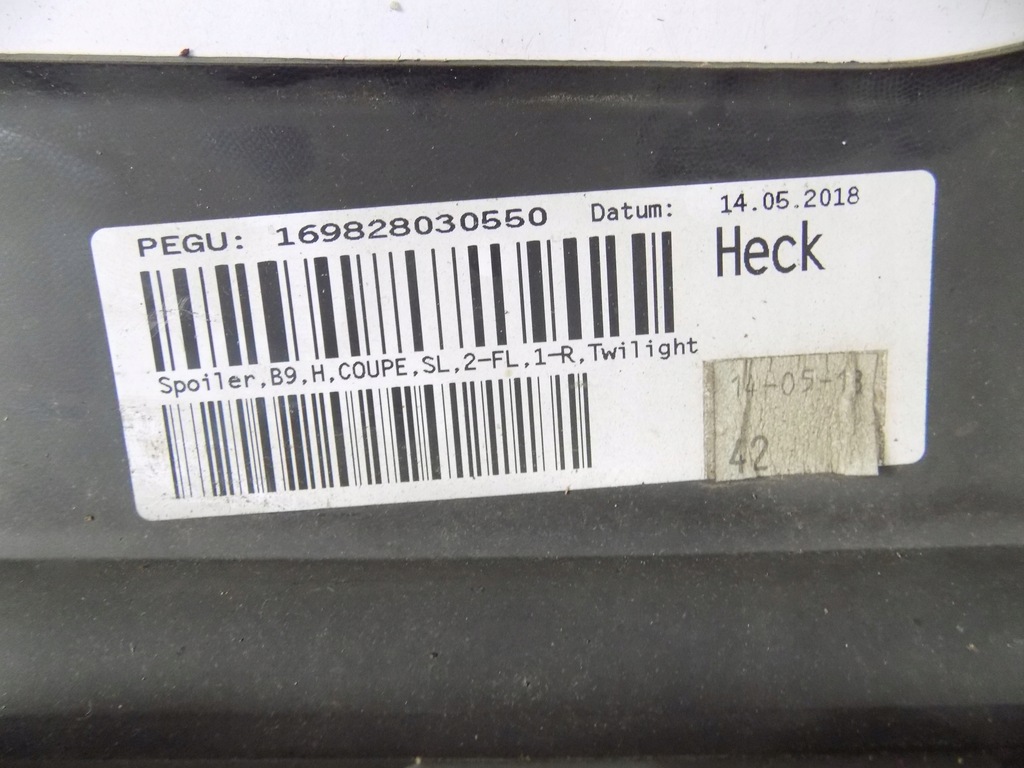 PEGU: 169828030550 Datum: 14.05.2018
Heck
Spoiler,B9,H,COUPE,SL,2-FL,1-R,Twilight
14-05-18
42